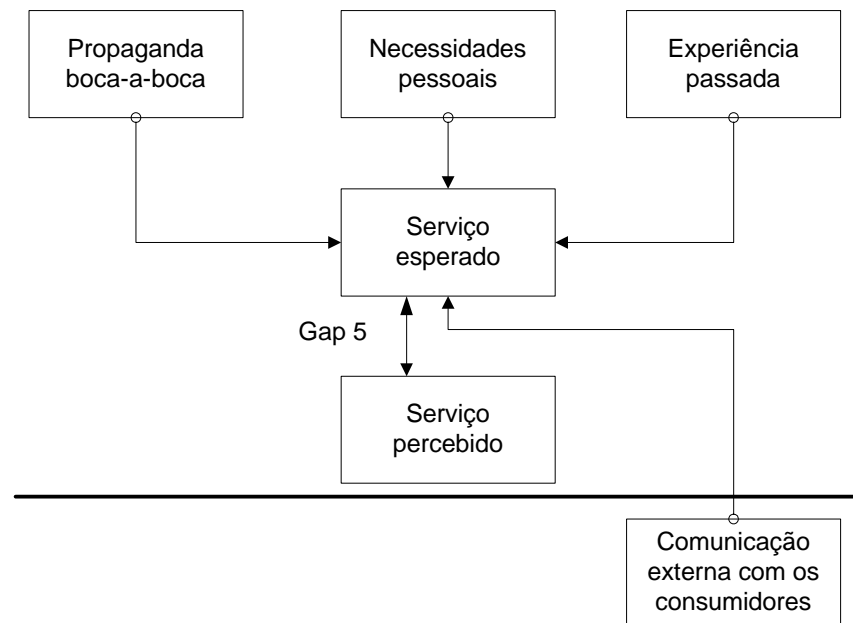 Propaganda
boca-a-boca
Necessidades
pessoais
Experiência
passada
Serviço
esperado
Gap 5
Serviço
percebido
Comunicação
externa com os
consumidores